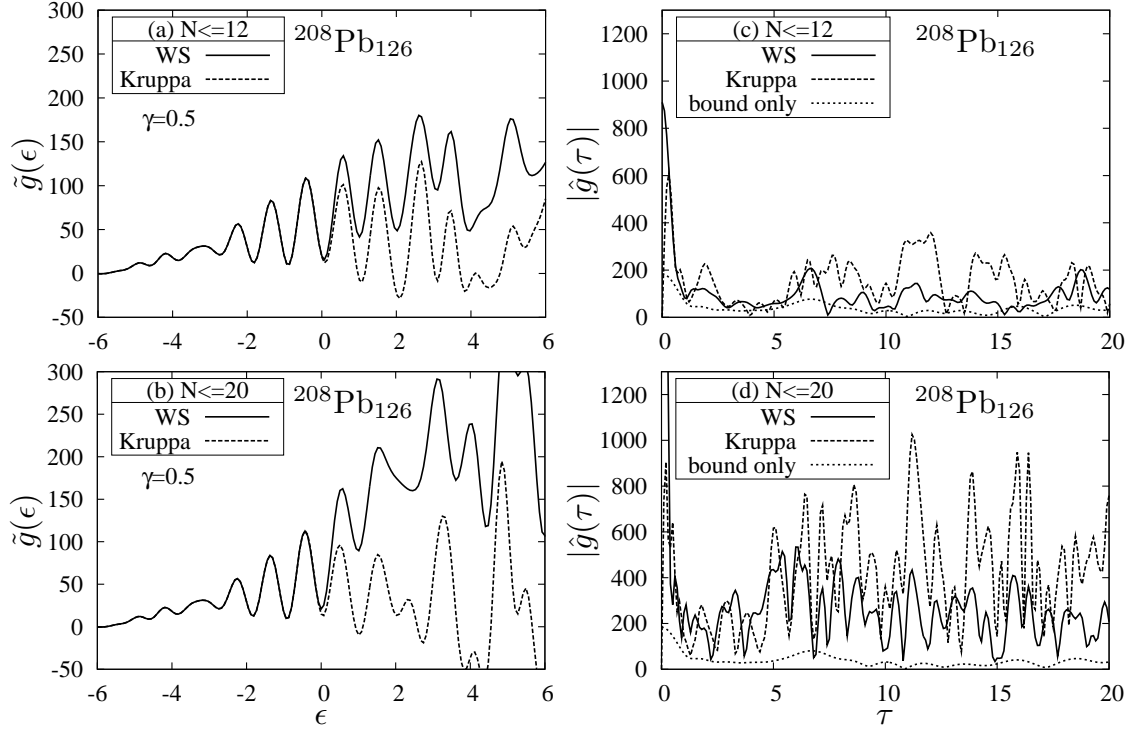 (a) N<=12
WS
Kruppa
²⁰⁸Pb₁₂₆
γ=0.5
g̃(ϵ)
300
250
200
150
100
50
0
-50
-6 -4 -2 0 2 4 6
(c) N<=12
WS
Kruppa
bound only
²⁰⁸Pb₁₂₆
|ĝ(τ)|
1200
1000
800
600
400
200
0
0 5 10 15 20
(b) N<=20
WS
Kruppa
²⁰⁸Pb₁₂₆
γ=0.5
g̃(ϵ)
300
250
200
150
100
50
0
-50
-6 -4 -2 0 2 4 6
ϵ
(d) N<=20
WS
Kruppa
bound only
²⁰⁸Pb₁₂₆
|ĝ(τ)|
1200
1000
800
600
400
200
0
0 5 10 15 20
τ